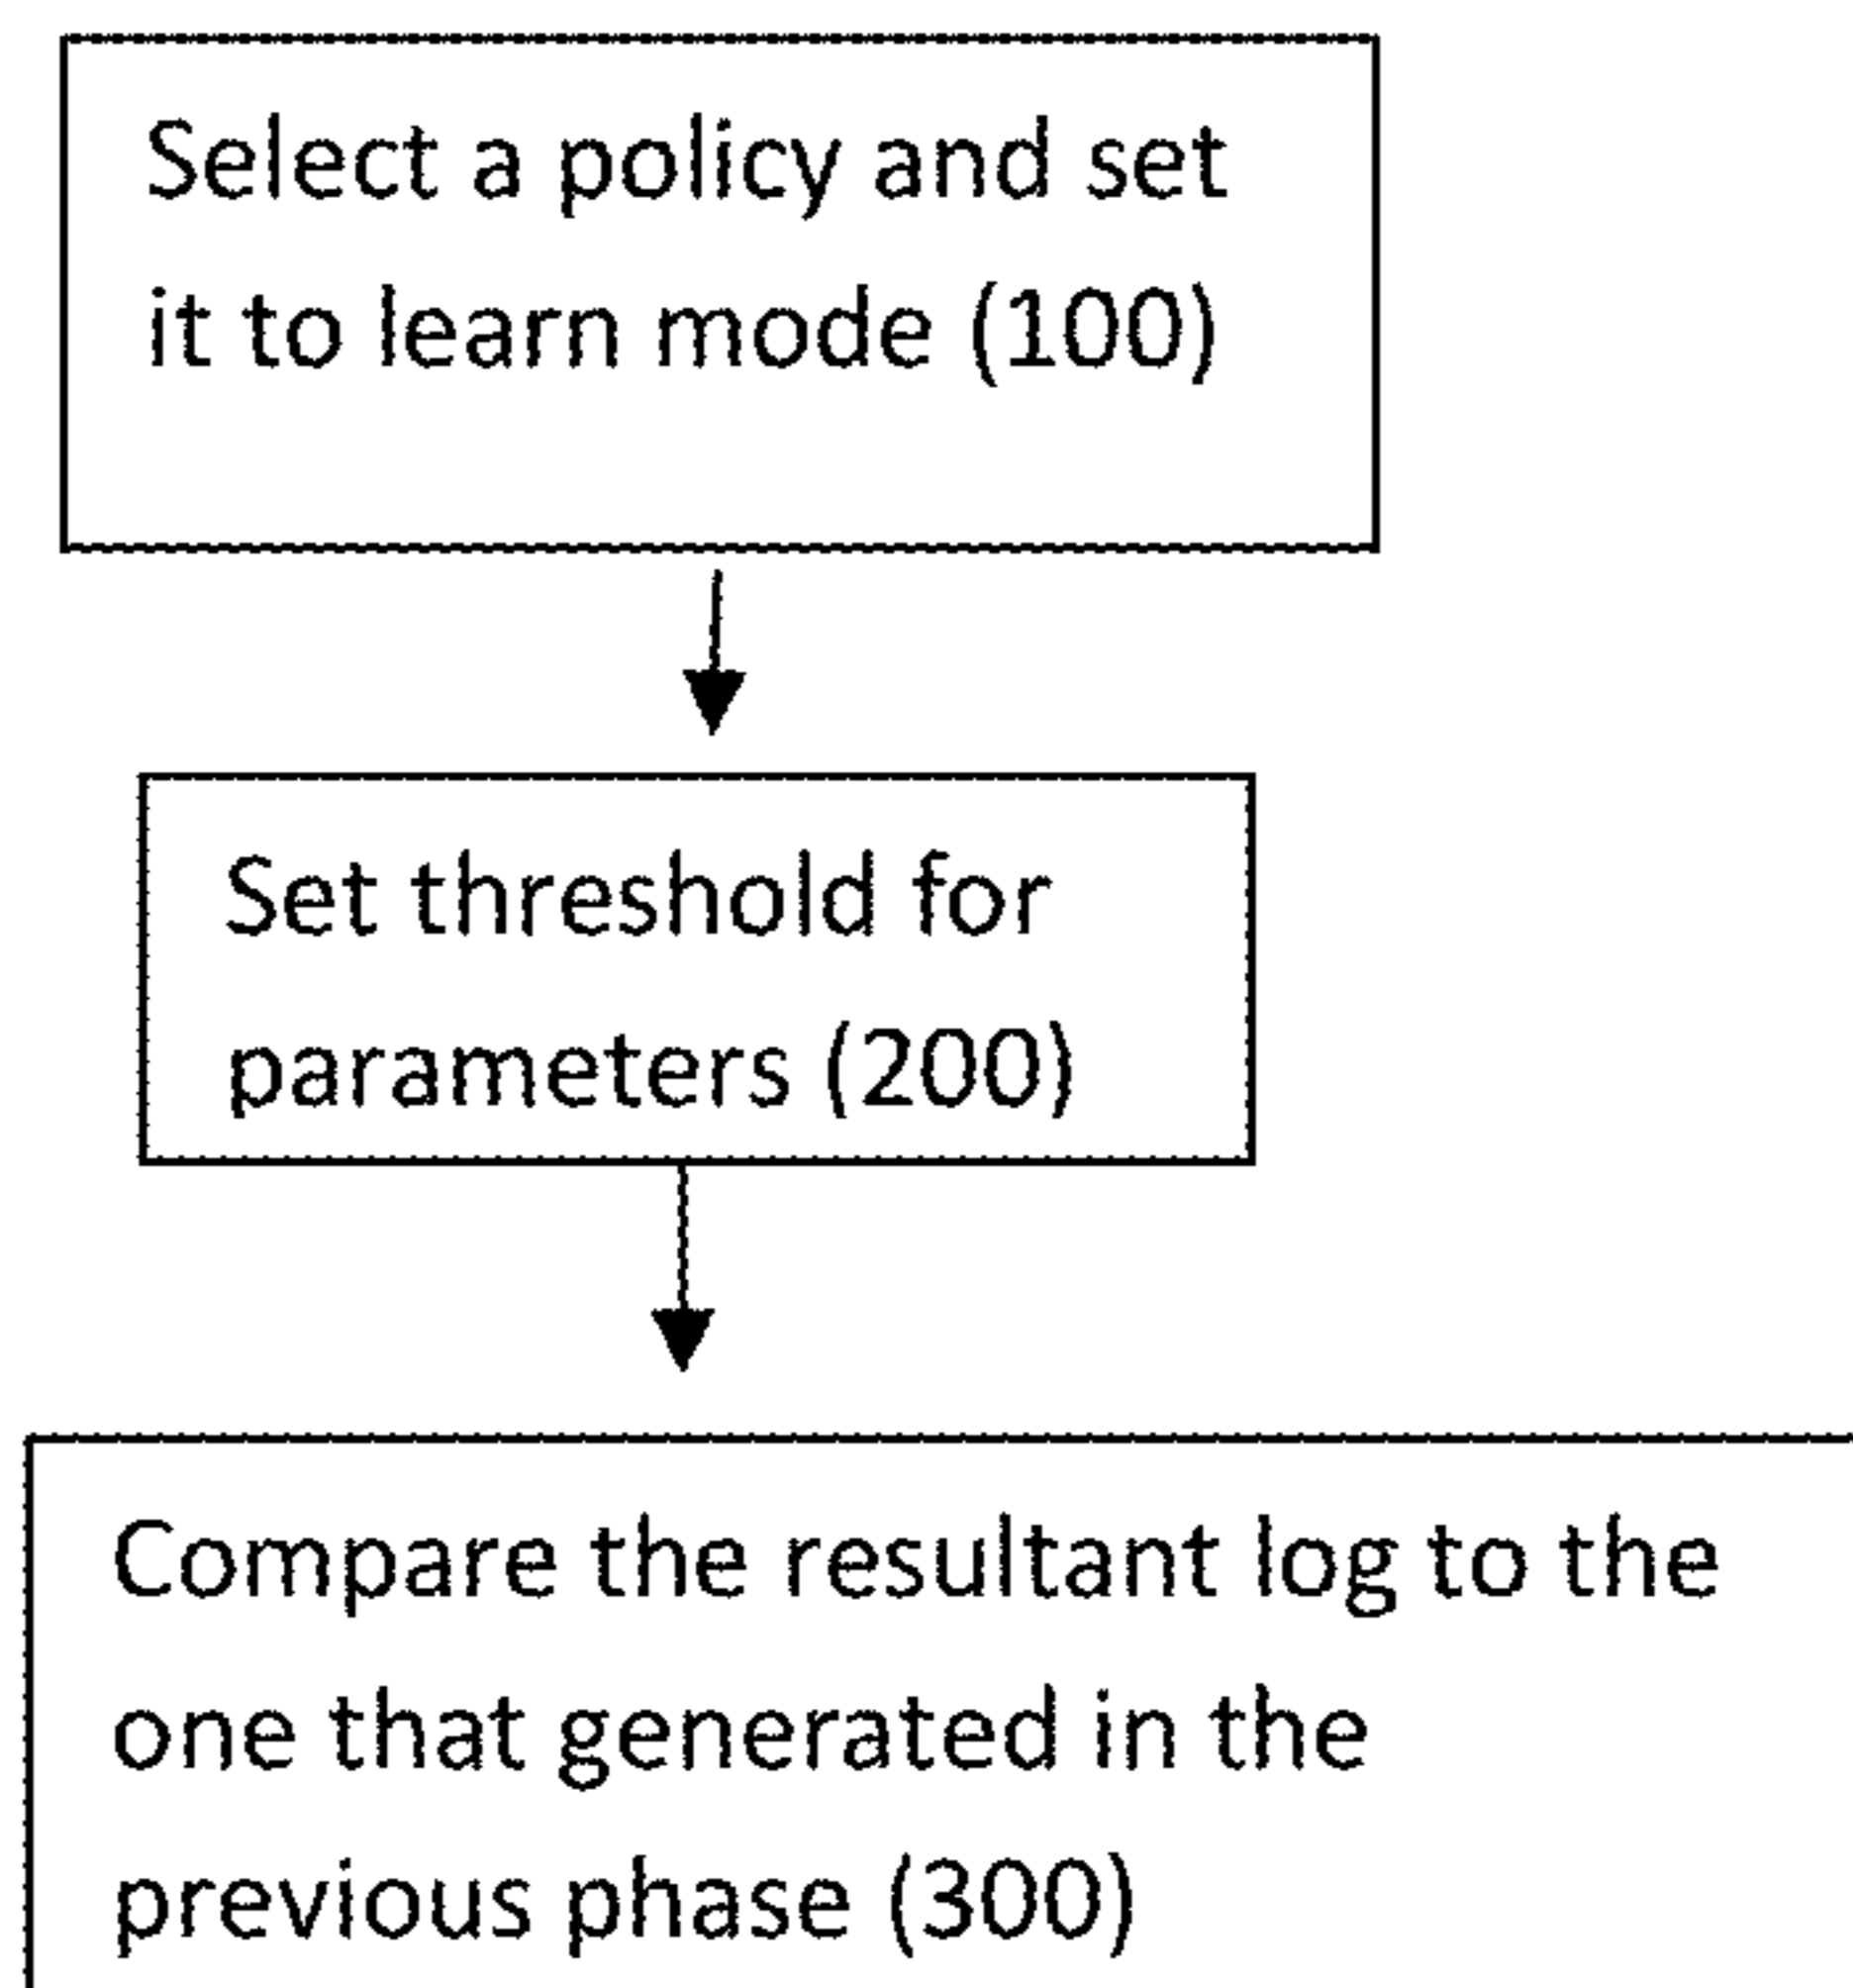 Select a policy and set
it to learn mode (100)
Set threshold for
parameters (200)
Compare the resultant log to the
one that generated in the
previous phase (300)